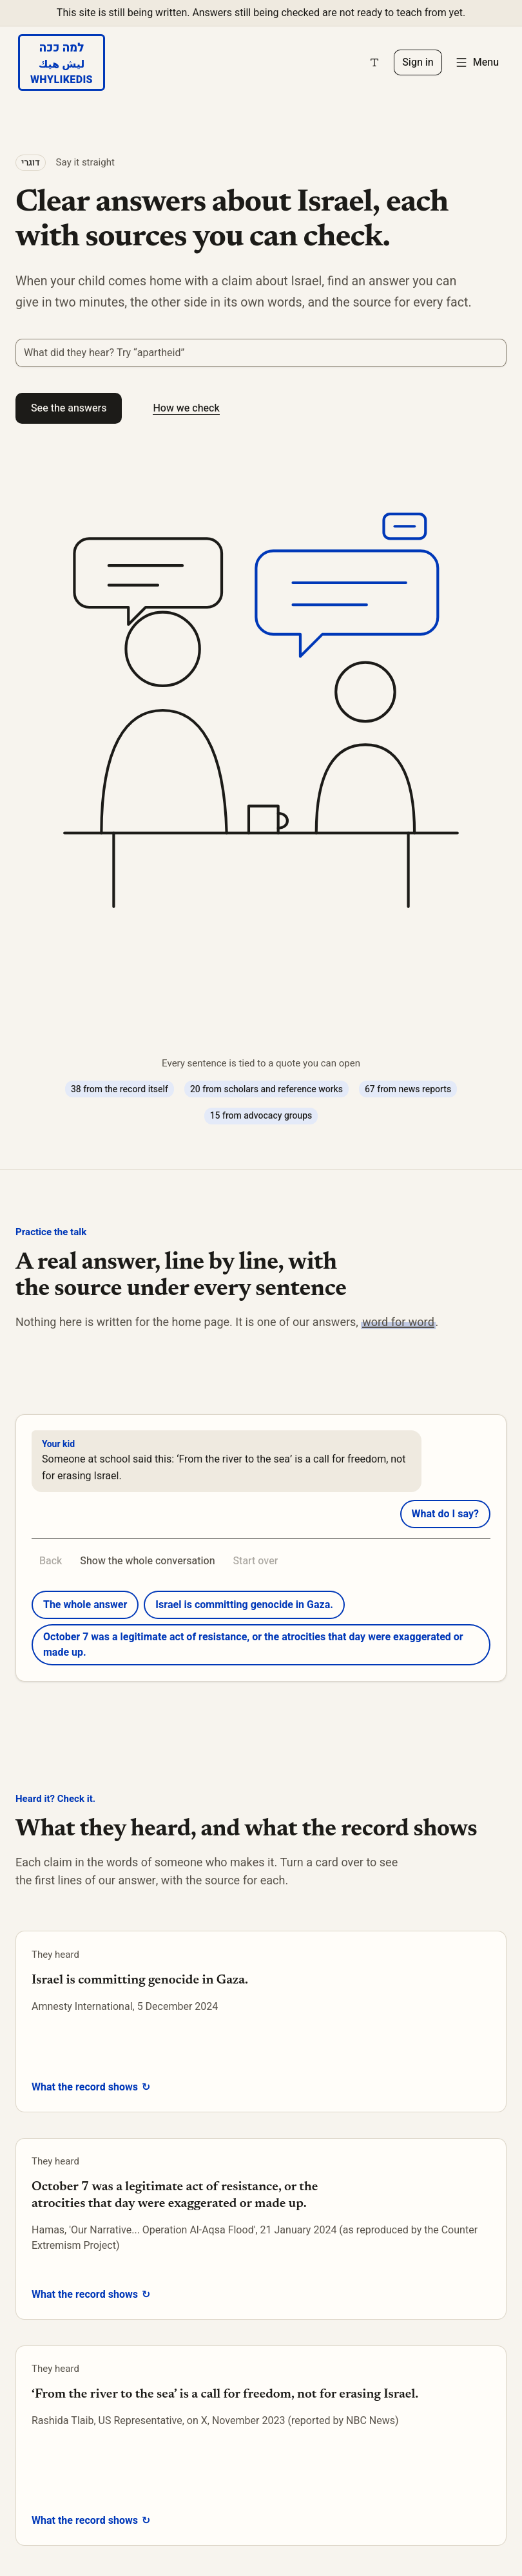 This site is still being written. Answers still being checked are not ready to teach from yet.
למה ככה
ليش هيك
WHYLIKEDIS
T
Sign in
Menu
דוגרי
Say it straight
Clear answers about Israel, each
with sources you can check.
When your child comes home with a claim about Israel, find an answer you can
give in two minutes, the other side in its own words, and the source for every fact.
What did they hear? Try “apartheid”
See the answers
How we check
Every sentence is tied to a quote you can open
38 from the record itself
20 from scholars and reference works
67 from news reports
15 from advocacy groups
Practice the talk
A real answer, line by line, with
the source under every sentence
Nothing here is written for the home page. It is one of our answers, word for word.
Your kid
Someone at school said this: ‘From the river to the sea’ is a call for freedom, not
for erasing Israel.
What do I say?
Back
Show the whole conversation
Start over
The whole answer
Israel is committing genocide in Gaza.
October 7 was a legitimate act of resistance, or the atrocities that day were exaggerated or
made up.
Heard it? Check it.
What they heard, and what the record shows
Each claim in the words of someone who makes it. Turn a card over to see
the first lines of our answer, with the source for each.
They heard
Israel is committing genocide in Gaza.
Amnesty International, 5 December 2024
What the record shows ↻
They heard
October 7 was a legitimate act of resistance, or the
atrocities that day were exaggerated or made up.
Hamas, 'Our Narrative... Operation Al-Aqsa Flood', 21 January 2024 (as reproduced by the Counter
Extremism Project)
What the record shows ↻
They heard
‘From the river to the sea’ is a call for freedom, not for erasing Israel.
Rashida Tlaib, US Representative, on X, November 2023 (reported by NBC News)
What the record shows ↻